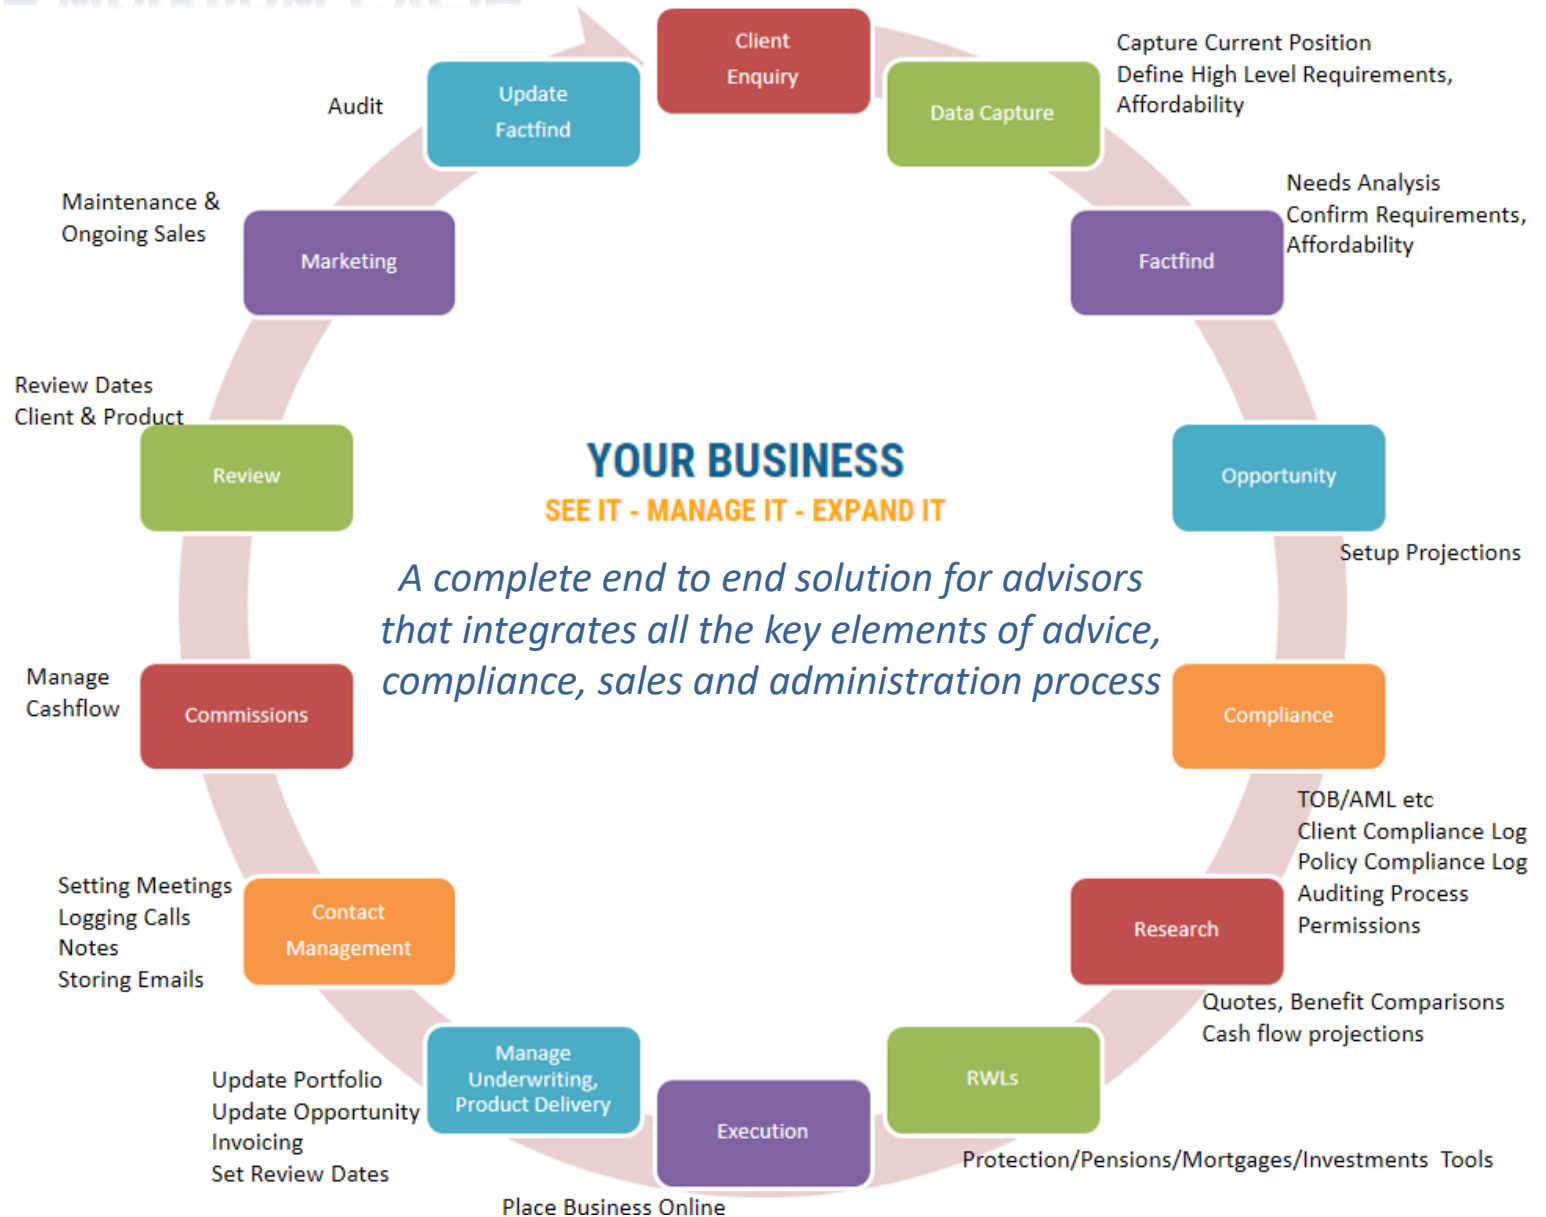 Client
Enquiry
Data Capture
Capture Current Position
Define High Level Requirements,
Affordability
Factfind
Needs Analysis
Confirm Requirements,
Affordability
Opportunity
Setup Projections
Compliance
TOB/AML etc
Client Compliance Log
Policy Compliance Log
Auditing Process
Permissions
Research
Quotes, Benefit Comparisons
Cash flow projections
RWLs
Protection/Pensions/Mortgages/Investments Tools
Execution
Place Business Online
Manage
Underwriting,
Product Delivery
Update Portfolio
Update Opportunity
Invoicing
Set Review Dates
Contact
Management
Setting Meetings
Logging Calls
Notes
Storing Emails
Commissions
Manage
Cashflow
Review
Review Dates
Client & Product
Marketing
Maintenance &
Ongoing Sales
Update
Factfind
Audit
YOUR BUSINESS
SEE IT - MANAGE IT - EXPAND IT
A complete end to end solution for advisors
that integrates all the key elements of advice,
compliance, sales and administration process